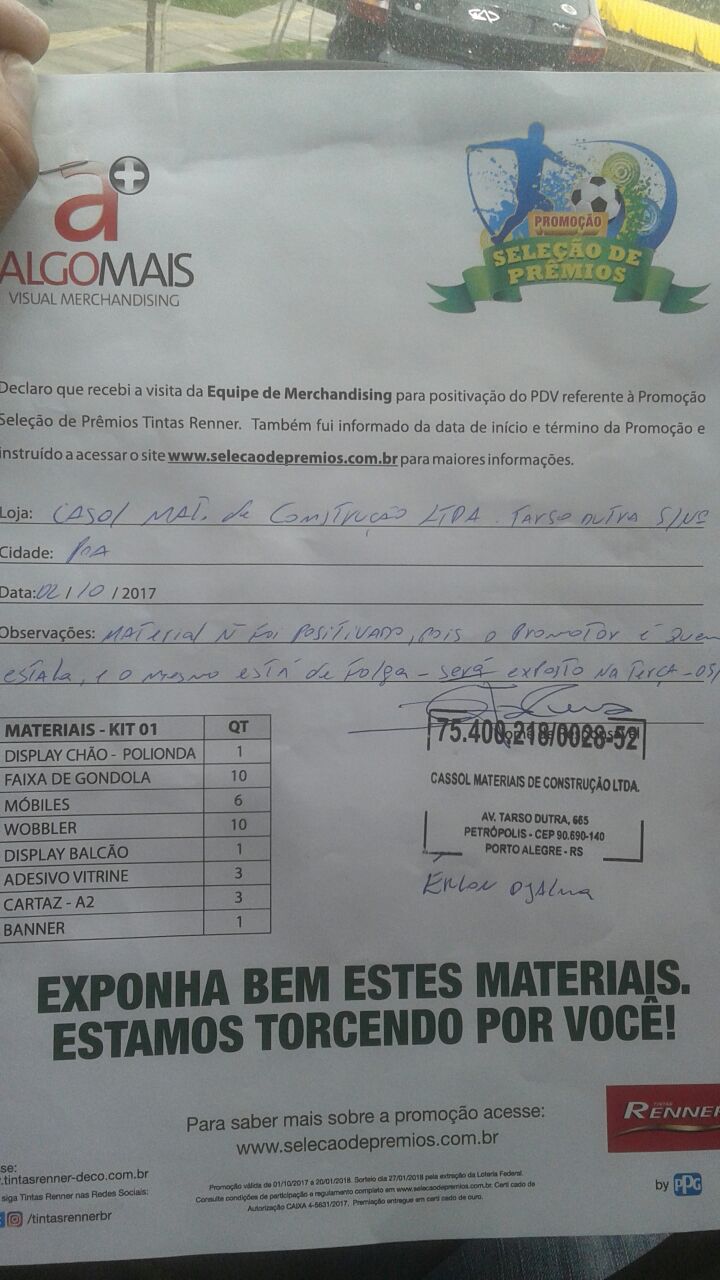 a+
ALGOMAIS
VISUAL MERCHANDISING
PROMOÇÃO
SELEÇÃO DE
PRÊMIOS
Declaro que recebi a visita da Equipe de Merchandising para positivação do PDV referente à Promoção
Seleção de Prêmios Tintas Renner. Também fui informado da data de início e término da Promoção e
instruído a acessar o site www.selecaodepremios.com.br para maiores informações.
Loja: CASOL MAT. de CONSTRUÇÃO LTDA. TARSO DUTRA S/Nº
Cidade: POA
Data: 02 / 10 / 2017
Observações: MATERIAL Ñ FOI POSITIVADO, POIS O PROMOTOR É QUEM
ESTALA, E O MESMO ESTÁ DE FOLGA - SERÁ EXPOSTO NA TERÇA -
MATERIAIS - KIT 01 QT
DISPLAY CHÃO - POLIONDA 1
FAIXA DE GONDOLA 10
MÓBILES 6
WOBBLER 10
DISPLAY BALCÃO 1
ADESIVO VITRINE 3
CARTAZ - A2 3
BANNER 1
75.400.218/0028-52
CASSOL MATERIAIS DE CONSTRUÇÃO LTDA.
AV. TARSO DUTRA, 665
PETRÓPOLIS - CEP 90.690-140
PORTO ALEGRE - RS
EXPONHA BEM ESTES MATERIAIS.
ESTAMOS TORCENDO POR VOCÊ!
Para saber mais sobre a promoção acesse:
www.selecaodepremios.com.br
TINTAS
RENNER
by PPG
se:
.tintasrenner-deco.com.br
siga Tintas Renner nas Redes Sociais:
/tintasrennerbr
Promoção válida de 01/10/2017 a 20/01/2018. Sorteio dia 27/01/2018 pela extração da Loteria Federal.
Consulte condições de participação e regulamento completo em www.selecaodepremios.com.br. Certi cado de
Autorização CAIXA 4-5631/2017. Premiação entregue em certi cado de ouro.